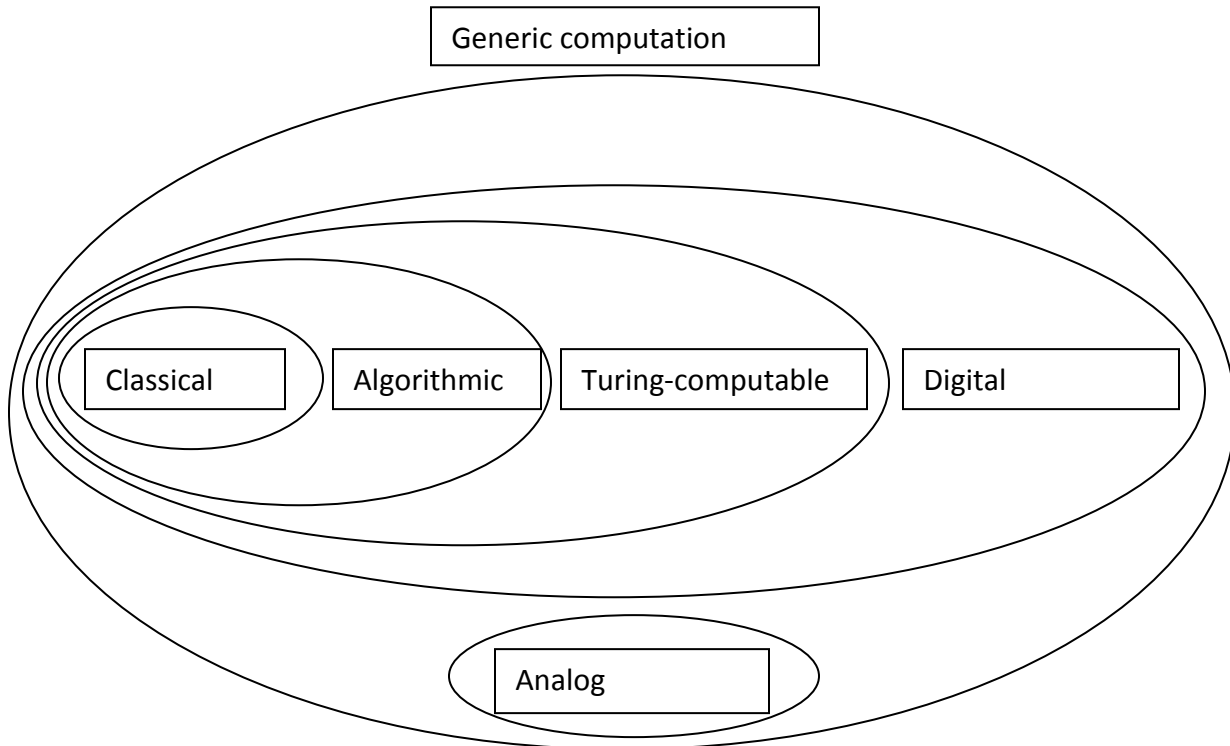 Generic computation
Classical
Algorithmic
Turing-computable
Digital
Analog